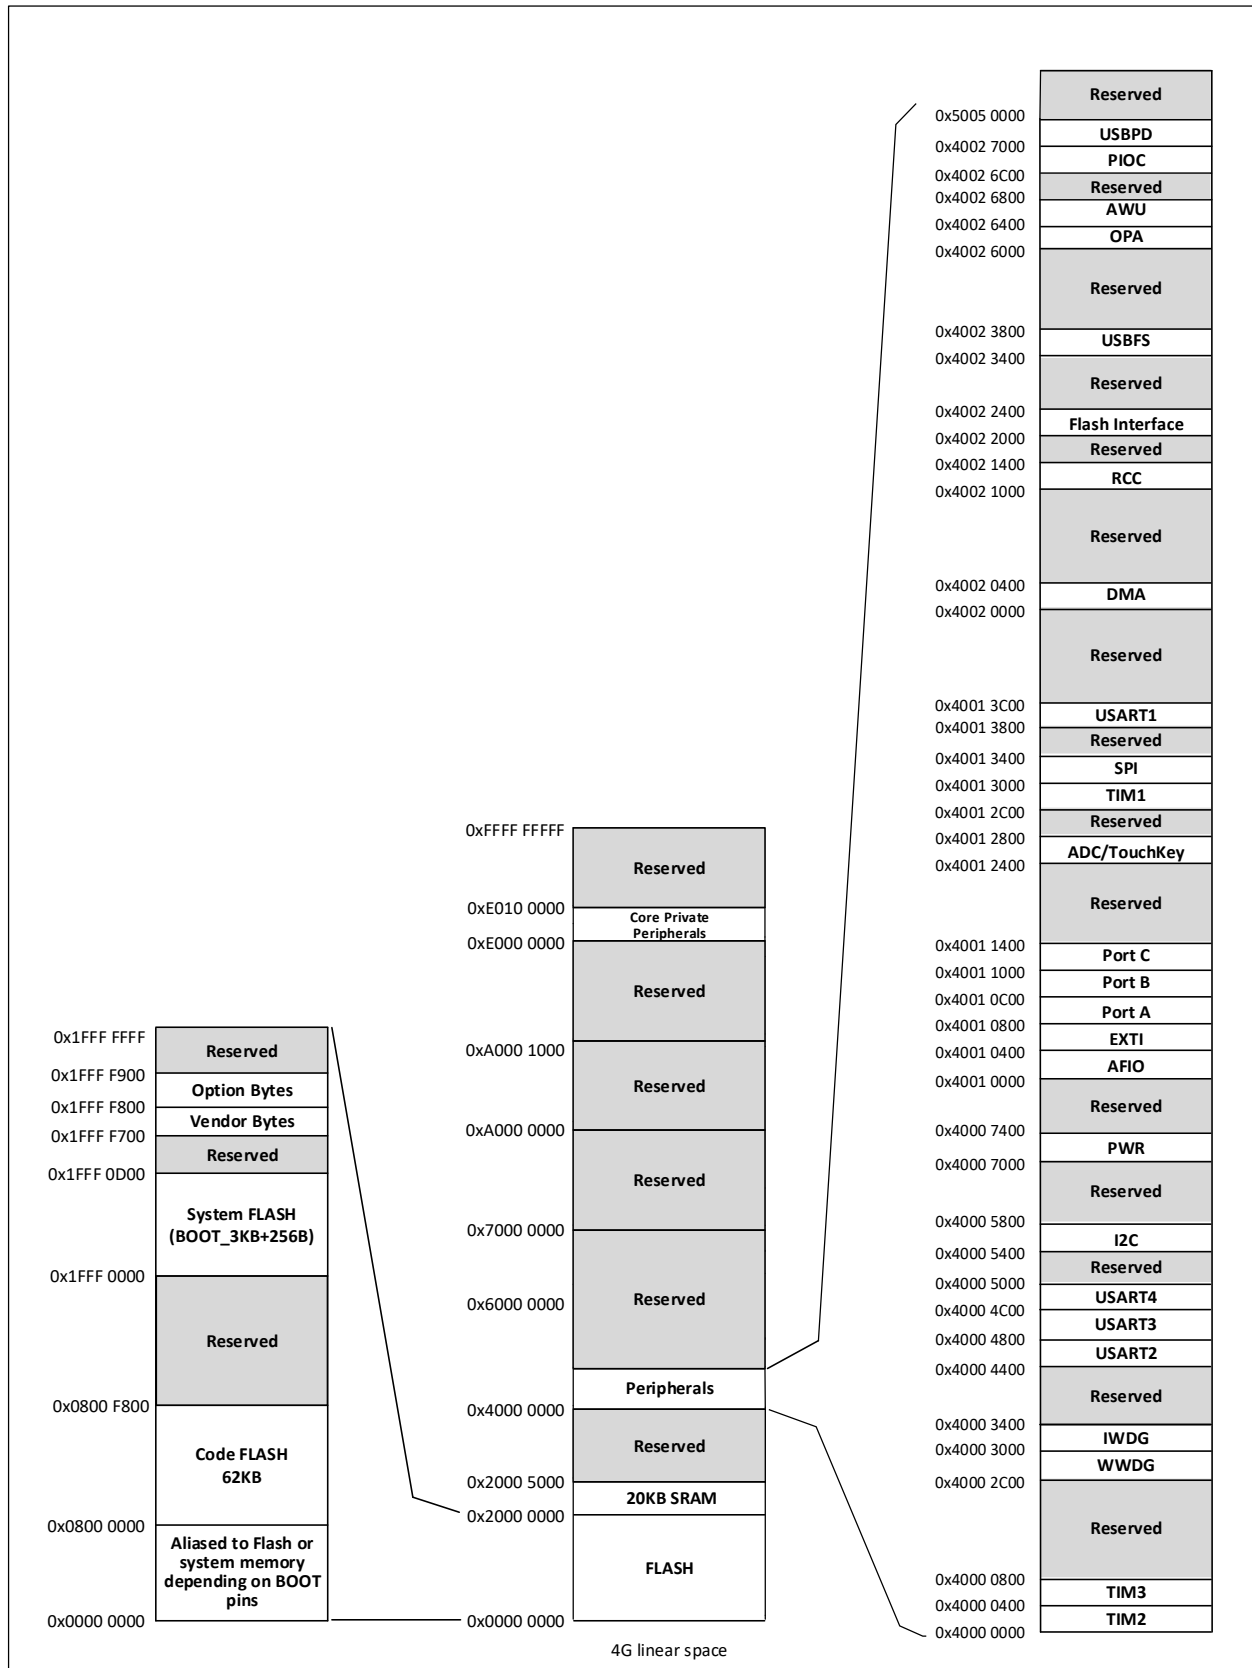 0x1FFF FFFF
Reserved
0x1FFF F900
Option Bytes
0x1FFF F800
Vendor Bytes
0x1FFF F700
Reserved
0x1FFF 0D00
System FLASH
(BOOT_3KB+256B)
0x1FFF 0000
Reserved
0x0800 F800
Code FLASH
62KB
0x0800 0000
Aliased to Flash or
system memory
depending on BOOT
pins
0x0000 0000
0xFFFF FFFFF
Reserved
0xE010 0000
Core Private
Peripherals
0xE000 0000
Reserved
0xA000 1000
Reserved
0xA000 0000
Reserved
0x7000 0000
Reserved
0x6000 0000
Peripherals
0x4000 0000
Reserved
0x2000 5000
20KB SRAM
0x2000 0000
FLASH
0x0000 0000
4G linear space
Reserved
0x5005 0000
USBPD
0x4002 7000
PIOC
0x4002 6C00
Reserved
0x4002 6800
AWU
0x4002 6400
OPA
0x4002 6000
Reserved
0x4002 3800
USBFS
0x4002 3400
Reserved
0x4002 2400
Flash Interface
0x4002 2000
Reserved
0x4002 1400
RCC
0x4002 1000
Reserved
0x4002 0400
DMA
0x4002 0000
Reserved
0x4001 3C00
USART1
0x4001 3800
Reserved
0x4001 3400
SPI
0x4001 3000
TIM1
0x4001 2C00
Reserved
0x4001 2800
ADC/TouchKey
0x4001 2400
Reserved
0x4001 1400
Port C
0x4001 1000
Port B
0x4001 0C00
Port A
0x4001 0800
EXTI
0x4001 0400
AFIO
0x4001 0000
Reserved
0x4000 7400
PWR
0x4000 7000
Reserved
0x4000 5800
I2C
0x4000 5400
Reserved
0x4000 5000
USART4
0x4000 4C00
USART3
0x4000 4800
USART2
0x4000 4400
Reserved
0x4000 3400
IWDG
0x4000 3000
WWDG
0x4000 2C00
Reserved
0x4000 0800
TIM3
0x4000 0400
TIM2
0x4000 0000